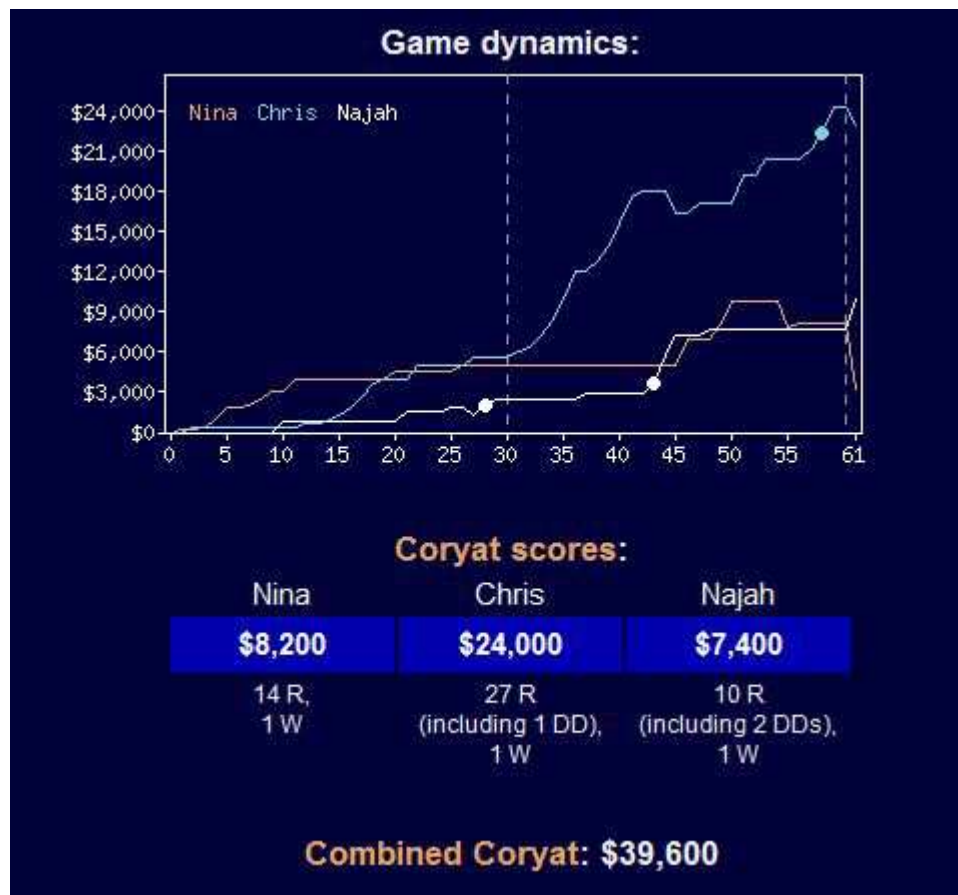 Game dynamics:
$24,000
Nina Chris Najah
$21,000
$18,000
$15,000
$12,000
$9,000
$6,000
$3,000
$0
0 5 10 15 20 25 30 35 40 45 50 55 61
Coryat scores:
Nina Chris Najah
$8,200 $24,000 $7,400
14 R, 27 R 10 R
1 W (including 1 DD), (including 2 DDs),
1 W 1 W
Combined Coryat: $39,600